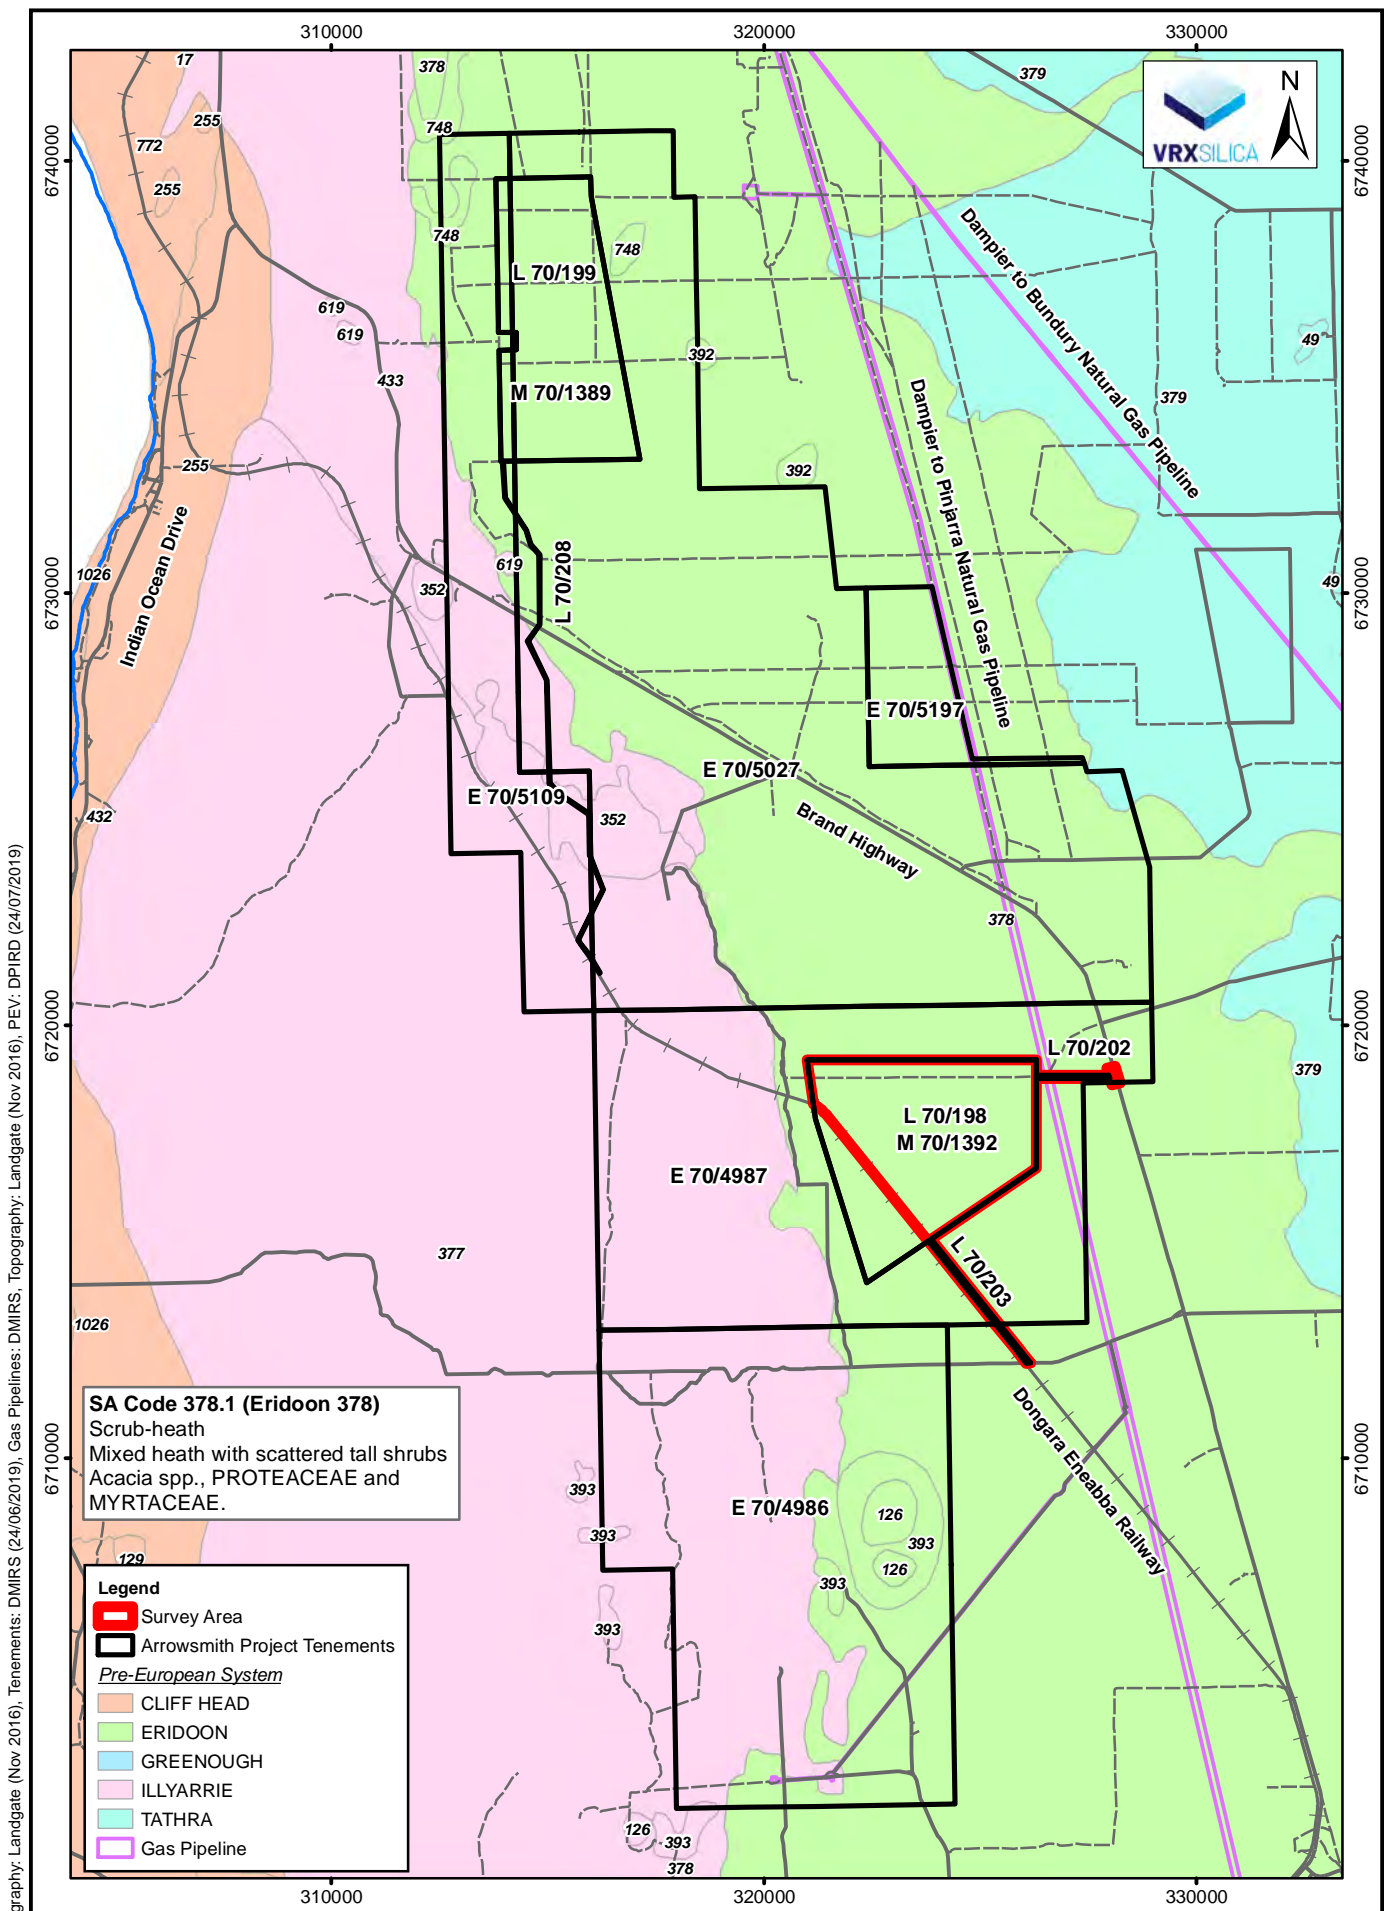 310000
320000
330000
17
378
379
255
748
772
VRXSILICA
N
6740000
6740000
255
748
748
L 70/199
Dampier to Bundury Natural Gas Pipeline
619
619
392
49
433
M 70/1389
379
Dampier to Pinjarra Natural Gas Pipeline
255
392
Indian Ocean Drive
1026
619
L 70/208
352
49
6730000
6730000
E 70/5197
E 70/5027
E 70/5109
432
352
Brand Highway
378
6720000
6720000
L 70/202
379
L 70/198
M 70/1392
E 70/4987
377
L 70/203
1026
SA Code 378.1 (Eridoon 378)
Scrub-heath
Mixed heath with scattered tall shrubs
Acacia spp., PROTEACEAE and
MYRTACEAE.
Dongara Eneabba Railway
6710000
6710000
393
E 70/4986
126
393
393
126
129
393
393
Legend
Survey Area
Arrowsmith Project Tenements
Pre-European System
CLIFF HEAD
ERIDOON
GREENOUGH
ILLYARRIE
TATHRA
Gas Pipeline
126
393
378
310000
320000
330000
graphy: Landgate (Nov 2016), Tenements: DMIRS (24/06/2019), Gas Pipelines: DMIRS, Topography: Landgate (Nov 2016), PEV: DPIRD (24/07/2019)